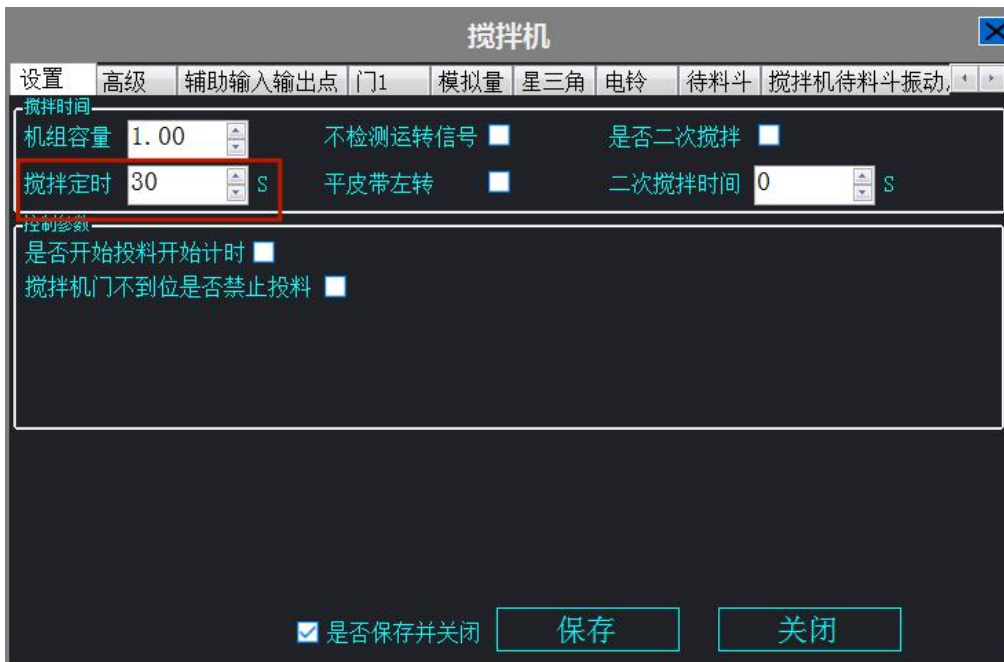 搅拌机
设置 高级 辅助输入输出点 门1 模拟量 星三角 电铃 待料斗 搅拌机待料斗振动
搅拌时间
机组容量 1.00 不检测运转信号 是否二次搅拌
搅拌定时 30 S 平皮带左转 二次搅拌时间 0 S
控制参数
是否开始投料开始计时
搅拌机门不到位是否禁止投料
是否保存并关闭 保存 关闭